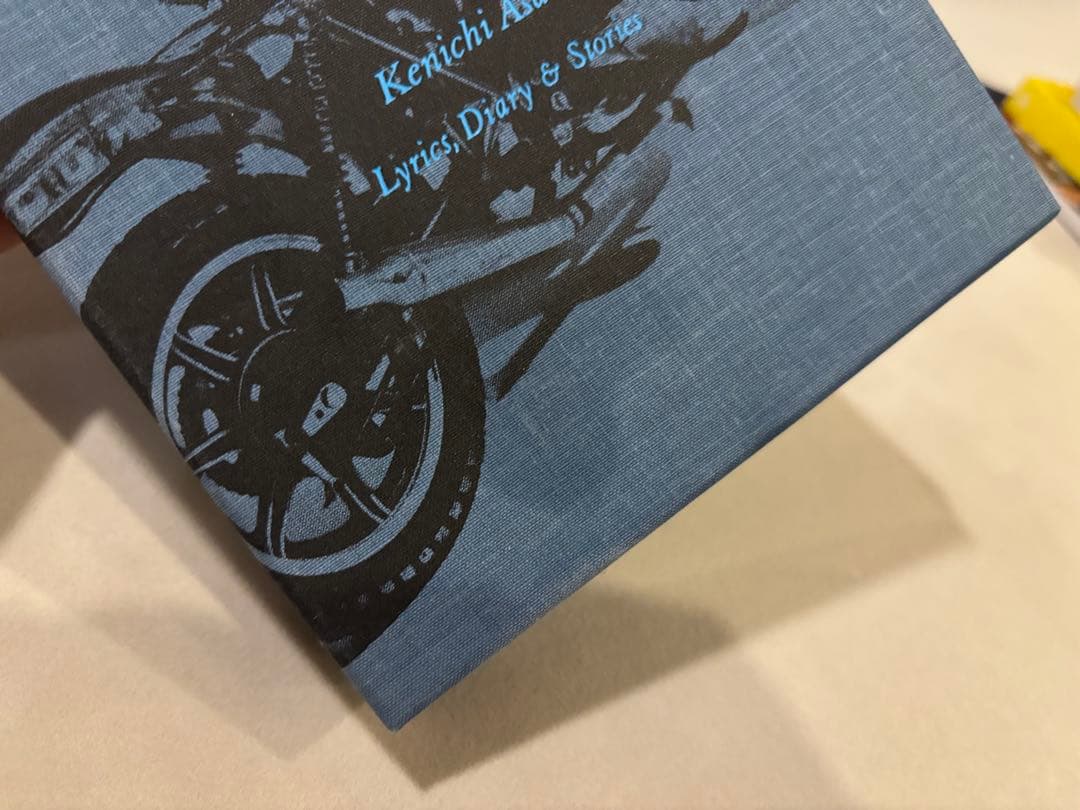 Kenichi
Lyrics, Diary & Stories